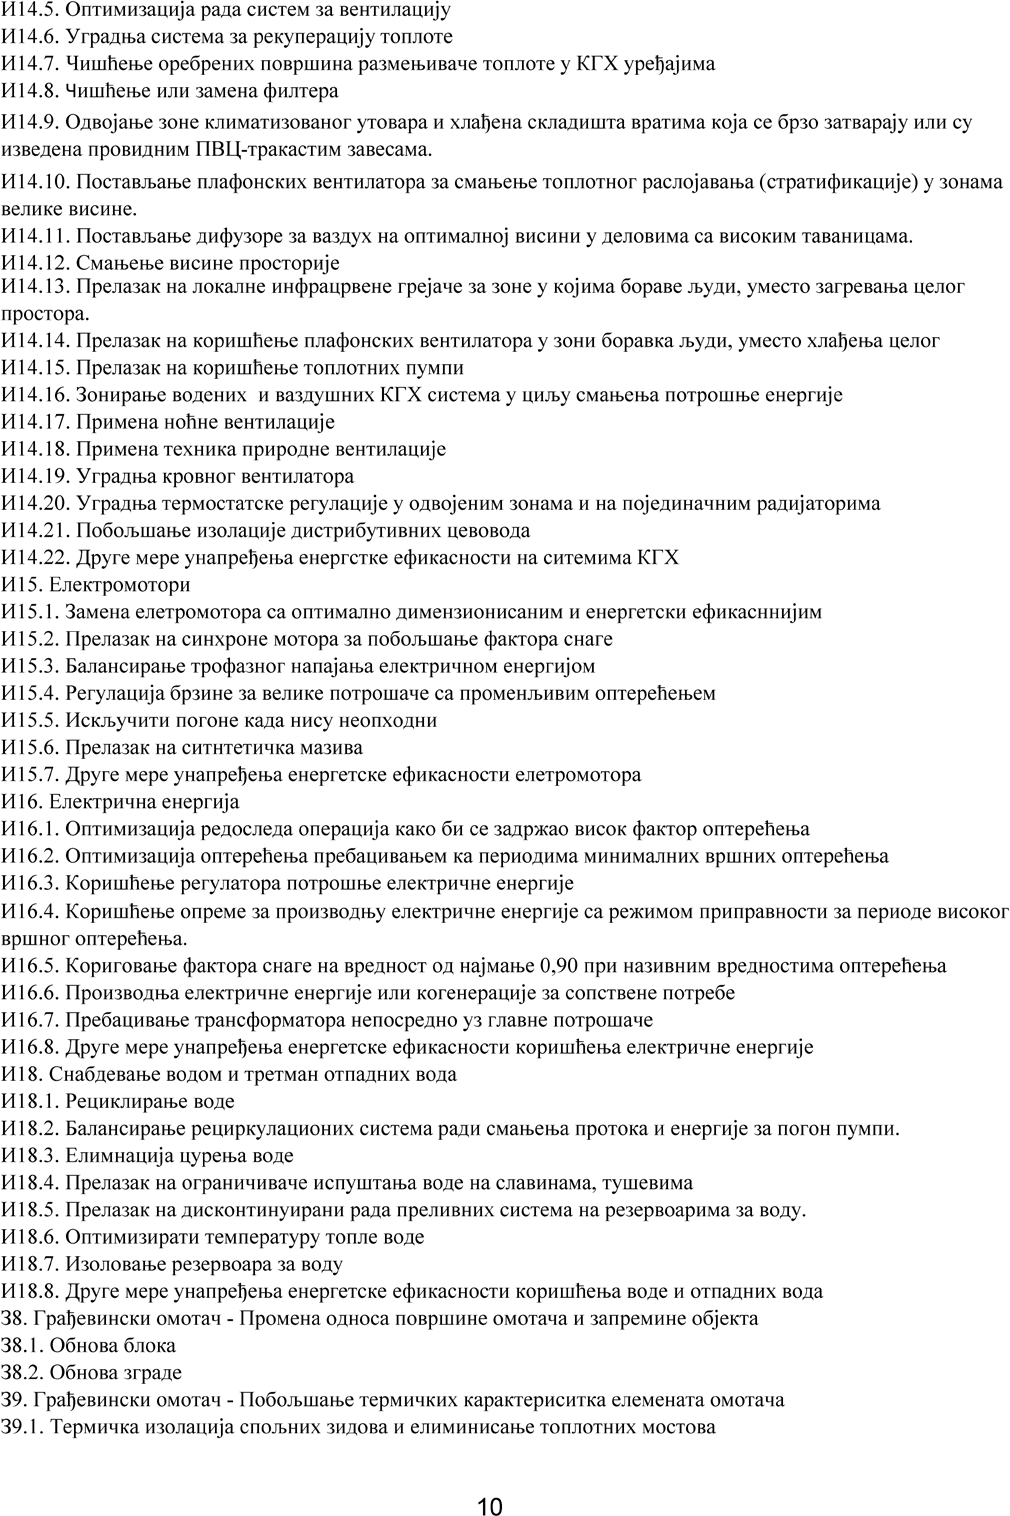 И14.5. Оптимизација рада систем за вентилацију
И14.6. Уградња система за рекуперацију топлоте
И14.7. Чишћење оребрених површина размењиваче топлоте у КГХ уређајима
И14.8. Чишћење или замена филтера
И14.9. Одвојање зоне климатизованог утовара и хлађена складишта вратима која се брзо затварају или су
изведена провидним ПВЦ-тракастим завесама.
И14.10. Постављање плафонских вентилатора за смањење топлотног раслојавања (стратификације) у зонама
велике висине.
И14.11. Постављање дифузоре за ваздух на оптималној висини у деловима са високим таваницама.
И14.12. Смањење висине просторије
И14.13. Прелазак на локалне инфрацрвене грејаче за зоне у којима бораве људи, уместо загревања целог
простора.
И14.14. Прелазак на коришћење плафонских вентилатора у зони боравка људи, уместо хлађења целог
И14.15. Прелазак на коришћење топлотних пумпи
И14.16. Зонирање водених  и ваздушних КГХ система у циљу смањења потрошње енергије
И14.17. Примена ноћне вентилације
И14.18. Примена техника природне вентилације
И14.19. Уградња кровног вентилатора
И14.20. Уградња термостатске регулације у одвојеним зонама и на појединачним радијаторима
И14.21. Побољшање изолације дистрибутивних цевовода
И14.22. Друге мере унапређења енергстке ефикасности на ситемима КГХ
И15. Електромотори
И15.1. Замена елетромотора са оптимално димензионисаним и енергетски ефикасннијим
И15.2. Прелазак на синхроне мотора за побољшање фактора снаге
И15.3. Балансирање трофазног напајања електричном енергијом
И15.4. Регулација брзине за велике потрошаче са променљивим оптерећењем
И15.5. Искључити погоне када нису неопходни
И15.6. Прелазак на ситнтетичка мазива
И15.7. Друге мере унапређења енергетске ефикасности елетромотора
И16. Електрична енергија
И16.1. Оптимизација редоследа операција како би се задржао висок фактор оптерећења
И16.2. Оптимизација оптерећења пребацивањем ка периодима минималних вршних оптерећења
И16.3. Коришћење регулатора потрошње електричне енергије
И16.4. Коришћење опреме за производњу електричне енергије са режимом приправности за периоде високог
вршног оптерећења.
И16.5. Кориговање фактора снаге на вредност од најмање 0,90 при називним вредностима оптерећења
И16.6. Производња електричне енергије или когенерације за сопствене потребе
И16.7. Пребацивање трансформатора непосредно уз главне потрошаче
И16.8. Друге мере унапређења енергетске ефикасности коришћења електричне енергије
И18. Снабдевање водом и третман отпадних вода
И18.1. Рециклирање воде
И18.2. Балансирање рециркулационих система ради смањења протока и енергије за погон пумпи.
И18.3. Елимнација цурења воде
И18.4. Прелазак на ограничиваче испуштања воде на славинама, тушевима
И18.5. Прелазак на дисконтинуирани рада преливних система на резервоарима за воду.
И18.6. Оптимизирати температуру топле воде
И18.7. Изоловање резервоара за воду
И18.8. Друге мере унапређења енергетске ефикасности коришћења воде и отпадних вода
З8. Грађевински омотач - Промена односа површине омотача и запремине објекта
З8.1. Обнова блока
З8.2. Обнова зграде
З9. Грађевински омотач - Побољшање термичких карактериситка елемената омотача
З9.1. Термичка изолација спољних зидова и елиминисање топлотних мостова
10